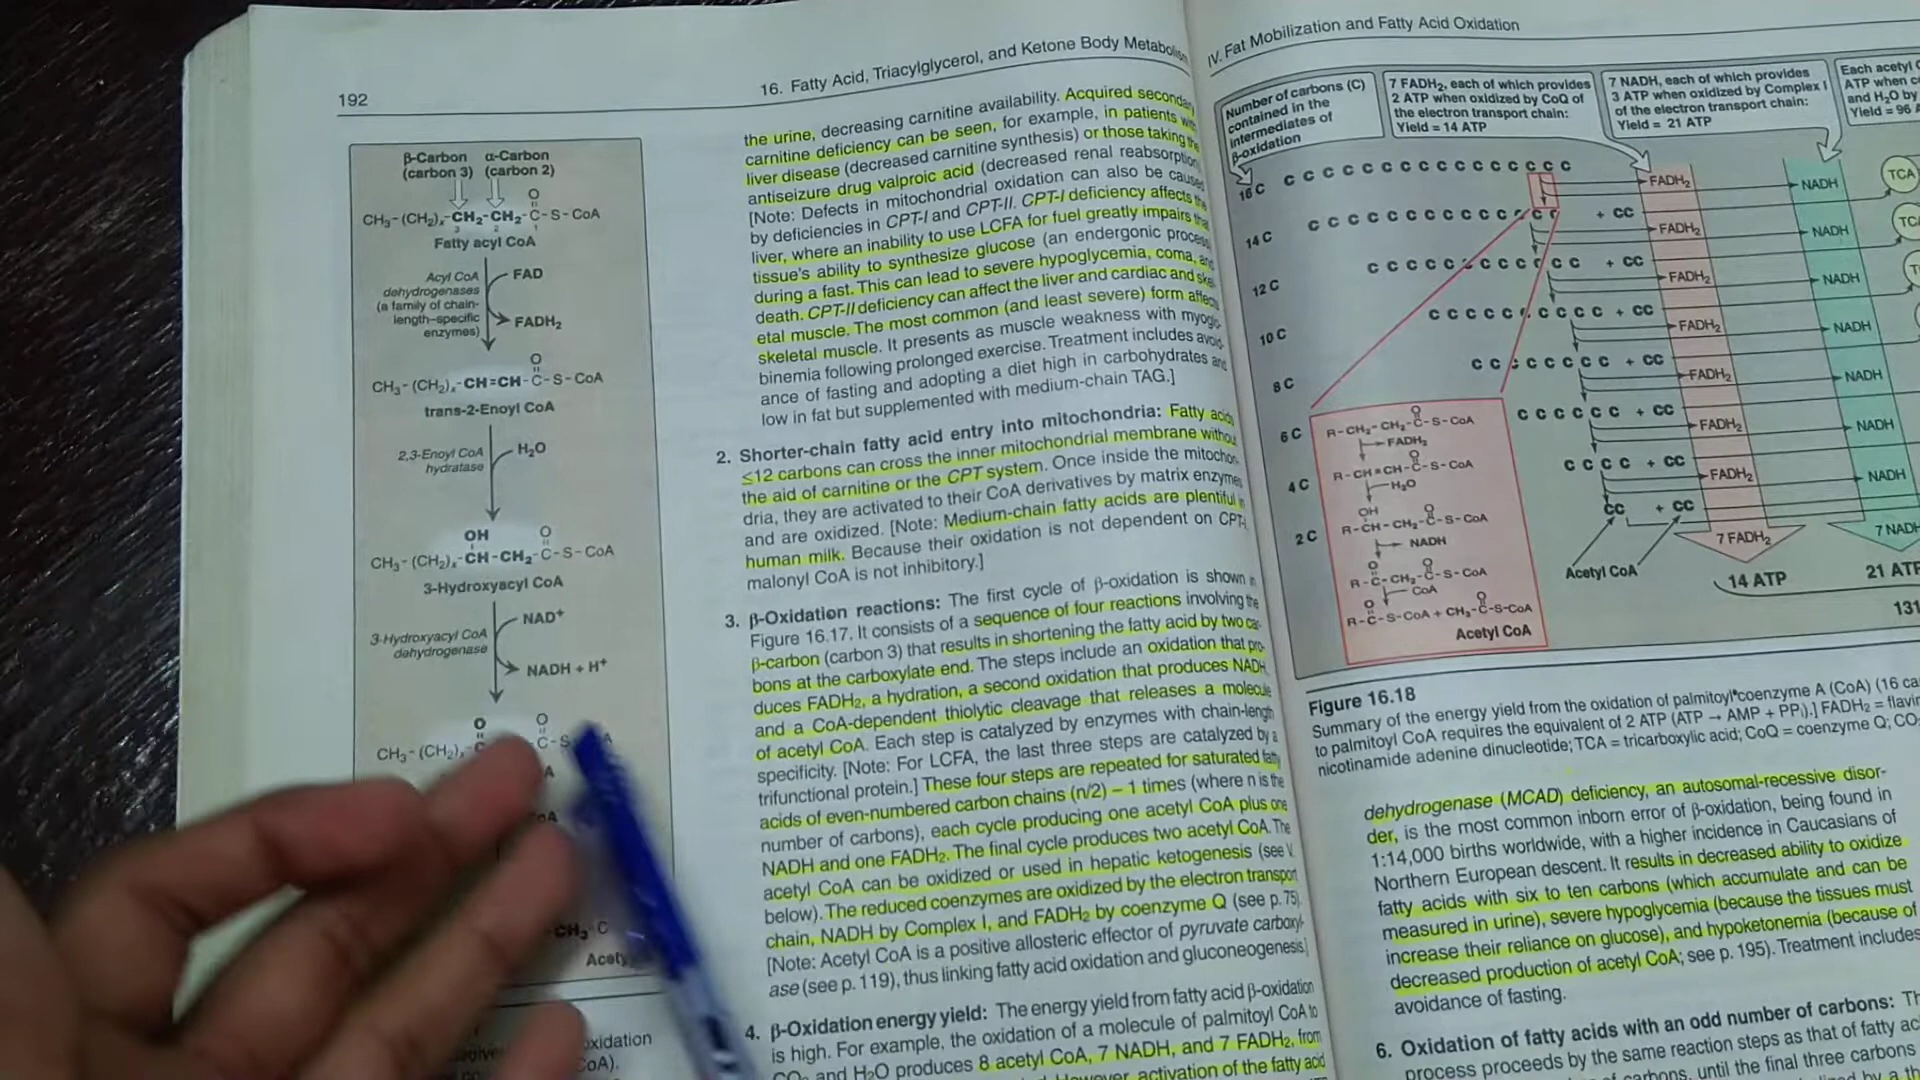 192
16. Fatty Acid, Triacylglycerol, and Ketone Body
β-Carbon α-Carbon
(carbon 3) (carbon 2)
O
CH₃-(CH₂)ₓ-CH₂-CH₂-C-S-CoA
3 2 1
Fatty acyl CoA
Acyl CoA
dehydrogenases
(a family of chain-
length–specific
enzymes)
FAD
FADH₂
O
CH₃-(CH₂)ₓ-CH=CH-C-S-CoA
trans-2-Enoyl CoA
2,3-Enoyl CoA
hydratase
H₂O
OH O
CH₃-(CH₂)ₓ-CH-CH₂-C-S-CoA
3-Hydroxyacyl CoA
3-Hydroxyacyl CoA
dehydrogenase
NAD⁺
NADH + H⁺
O O
CH₃-(CH₂)ₓ-
the urine, decreasing carnitine availability. Acquired
carnitine deficiency can be seen, for example, in patients
liver disease (decreased carnitine synthesis) or those taking the
antiseizure drug valproic acid (decreased renal
[Note: Defects in mitochondrial oxidation can also be caused
by deficiencies in CPT-I and CPT-II. CPT-I deficiency affects the
liver, where an inability to use LCFA for fuel greatly impairs
tissue's ability to synthesize glucose (an endergonic
during a fast. This can lead to severe hypoglycemia, coma,
death. CPT-II deficiency can affect the liver and cardiac and
etal muscle. The most common (and least severe) form
skeletal muscle. It presents as muscle weakness with
binemia following prolonged exercise. Treatment includes avoid-
ance of fasting and adopting a diet high in carbohydrates and
low in fat but supplemented with medium-chain TAG.]
2. Shorter-chain fatty acid entry into mitochondria: Fatty acids
≤12 carbons can cross the inner mitochondrial membrane
the aid of carnitine or the CPT system. Once inside the mitochon-
dria, they are activated to their CoA derivatives by matrix enzymes
and are oxidized. [Note: Medium-chain fatty acids are plentiful in
human milk. Because their oxidation is not dependent on CPT-I,
malonyl CoA is not inhibitory.]
3. β-Oxidation reactions: The first cycle of β-oxidation is shown in
Figure 16.17. It consists of a sequence of four reactions involving the
β-carbon (carbon 3) that results in shortening the fatty acid by two car-
bons at the carboxylate end. The steps include an oxidation that pro-
duces FADH₂, a hydration, a second oxidation that produces NADH,
and a CoA-dependent thiolytic cleavage that releases a molecule
of acetyl CoA. Each step is catalyzed by enzymes with chain-length
specificity. [Note: For LCFA, the last three steps are catalyzed by a
trifunctional protein.] These four steps are repeated for saturated fatty
acids of even-numbered carbon chains (n/2) – 1 times (where n is the
number of carbons), each cycle producing one acetyl CoA plus one
NADH and one FADH₂. The final cycle produces two acetyl CoA. The
acetyl CoA can be oxidized or used in hepatic ketogenesis (see V.
below). The reduced coenzymes are oxidized by the electron transport
chain, NADH by Complex I, and FADH₂ by coenzyme Q (see p. 75).
[Note: Acetyl CoA is a positive allosteric effector of pyruvate carboxyl-
ase (see p. 119), thus linking fatty acid oxidation and gluconeogenesis.]
4. β-Oxidation energy yield: The energy yield from fatty acid β-oxidation
is high. For example, the oxidation of a molecule of palmitoyl CoA to
CO₂ and H₂O produces 8 acetyl CoA, 7 NADH, and 7 FADH₂, from
activation of the fatty acid
IV. Fat Mobilization and Fatty Acid Oxidation
Number of carbons (C)
contained in the
intermediates of
β-oxidation
7 FADH₂, each of which provides
2 ATP when oxidized by CoQ of
the electron transport chain:
Yield = 14 ATP
7 NADH, each of which provides
3 ATP when oxidized by Complex I
of the electron transport chain:
Yield = 21 ATP
Each acetyl
ATP when
and H₂O by
Yield = 96
16 C C C C C C C C C C C C C C C C FADH₂ NADH TCA
14 C C C C C C C C C C C C C C + CC FADH₂ NADH
12 C C C C C C C C C C C C + CC FADH₂ NADH
10 C C C C C C C C C C + CC FADH₂ NADH
8 C C C C C C C C + CC FADH₂ NADH
6 C C C C C C C + CC FADH₂ NADH
4 C C C C C + CC FADH₂ NADH
2 C CC + CC
7 FADH₂
7 NADH
Acetyl CoA
14 ATP
21 ATP
131
O
R-CH₂-CH₂-C-S-CoA
FADH₂
O
R-CH=CH-C-S-CoA
H₂O
OH O
R-CH-CH₂-C-S-CoA
NADH
O O
R-C-CH₂-C-S-CoA
CoA
O O
R-C-S-CoA + CH₃-C-S-CoA
Acetyl CoA
Figure 16.18
Summary of the energy yield from the oxidation of palmitoyl coenzyme A (CoA) (16
to palmitoyl CoA requires the equivalent of 2 ATP (ATP → AMP + PPᵢ).] FADH₂ =
nicotinamide adenine dinucleotide; TCA = tricarboxylic acid; CoQ = coenzyme Q;
dehydrogenase (MCAD) deficiency, an autosomal-recessive disor-
der, is the most common inborn error of β-oxidation, being found in
1:14,000 births worldwide, with a higher incidence in Caucasians of
Northern European descent. It results in decreased ability to oxidize
fatty acids with six to ten carbons (which accumulate and can be
measured in urine), severe hypoglycemia (because the tissues must
increase their reliance on glucose), and hypoketonemia (because of
decreased production of acetyl CoA; see p. 195). Treatment includes
avoidance of fasting.
6. Oxidation of fatty acids with an odd number of carbons:
process proceeds by the same reaction steps as that of fatty
carbons, until the final three carbons